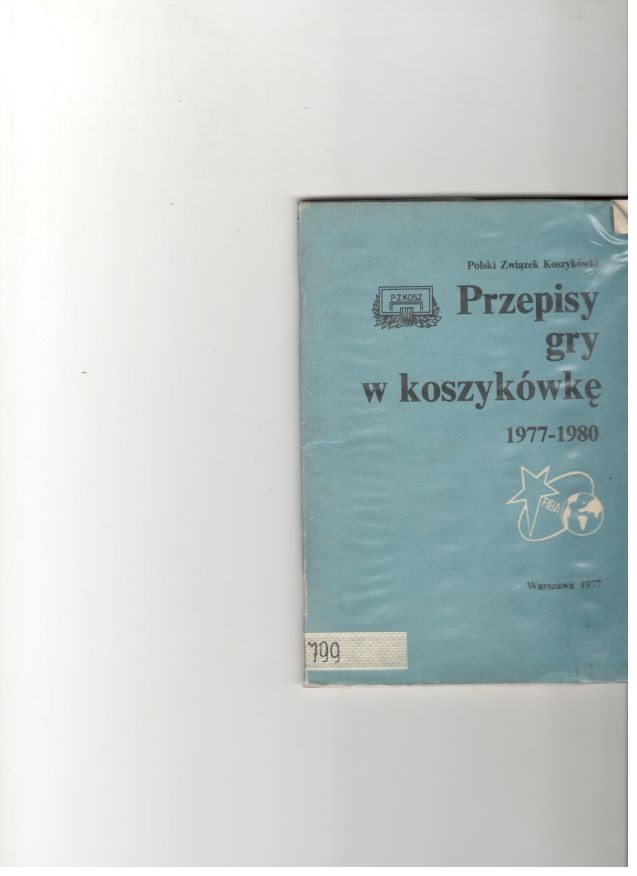 Polski Związek Koszykówki
PZKOSZ
Przepisy
gry
w koszykówkę
1977-1980
FIBA
Warszawa 1977
799